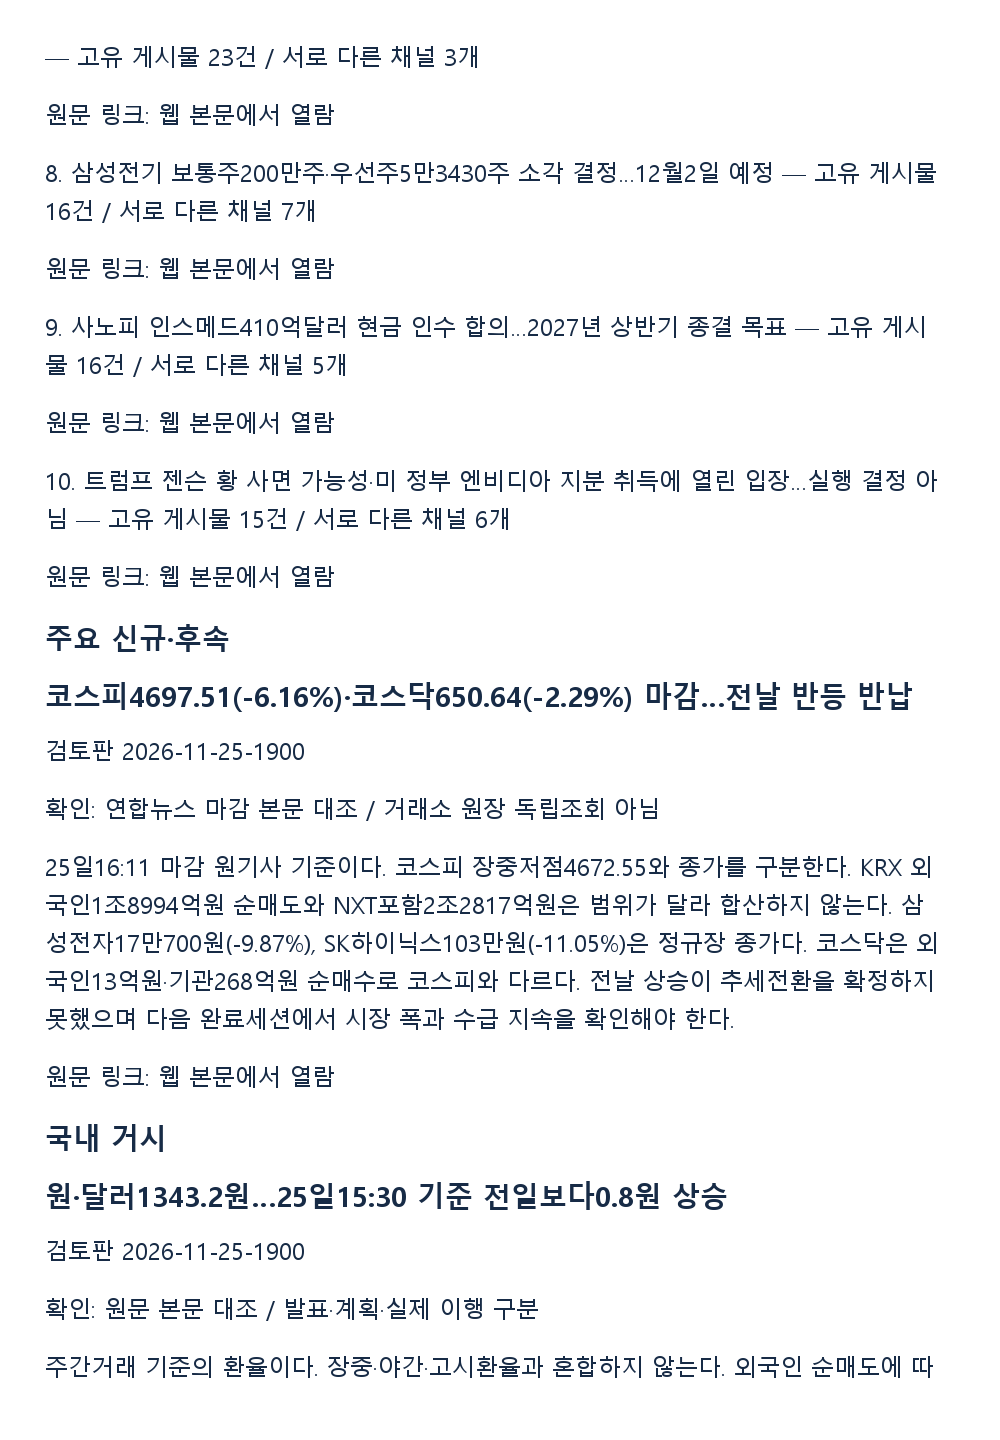 — 고유 게시물 23건 / 서로 다른 채널 3개
원문 링크: 웹 본문에서 열람
8. 삼성전기 보통주200만주·우선주5만3430주 소각 결정...12월2일 예정 — 고유 게시물
16건 / 서로 다른 채널 7개
원문 링크: 웹 본문에서 열람
9. 사노피 인스메드410억달러 현금 인수 합의...2027년 상반기 종결 목표 — 고유 게시
물 16건 / 서로 다른 채널 5개
원문 링크: 웹 본문에서 열람
10. 트럼프 젠슨 황 사면 가능성·미 정부 엔비디아 지분 취득에 열린 입장...실행 결정 아
님 — 고유 게시물 15건 / 서로 다른 채널 6개
원문 링크: 웹 본문에서 열람
주요 신규·후속
코스피4697.51(-6.16%)·코스닥650.64(-2.29%) 마감...전날 반등 반납
검토판 2026-11-25-1900
확인: 연합뉴스 마감 본문 대조 / 거래소 원장 독립조회 아님
25일16:11 마감 원기사 기준이다. 코스피 장중저점4672.55와 종가를 구분한다. KRX 외
국인1조8994억원 순매도와 NXT포함2조2817억원은 범위가 달라 합산하지 않는다. 삼
성전자17만700원(-9.87%), SK하이닉스103만원(-11.05%)은 정규장 종가다. 코스닥은 외
국인13억원·기관268억원 순매수로 코스피와 다르다. 전날 상승이 추세전환을 확정하지
못했으며 다음 완료세션에서 시장 폭과 수급 지속을 확인해야 한다.
원문 링크: 웹 본문에서 열람
국내 거시
원·달러1343.2원...25일15:30 기준 전일보다0.8원 상승
검토판 2026-11-25-1900
확인: 원문 본문 대조 / 발표·계획·실제 이행 구분
주간거래 기준의 환율이다. 장중·야간·고시환율과 혼합하지 않는다. 외국인 순매도에 따